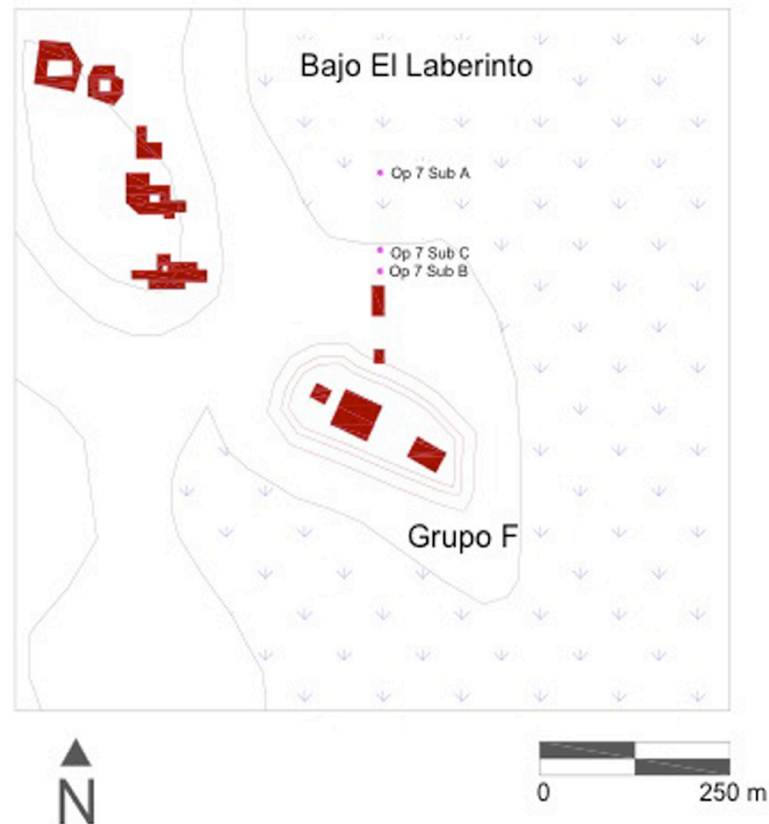 Bajo El Laberinto
Op 7 Sub A
Op 7 Sub C
Op 7 Sub B
Grupo F
N
0 250 m